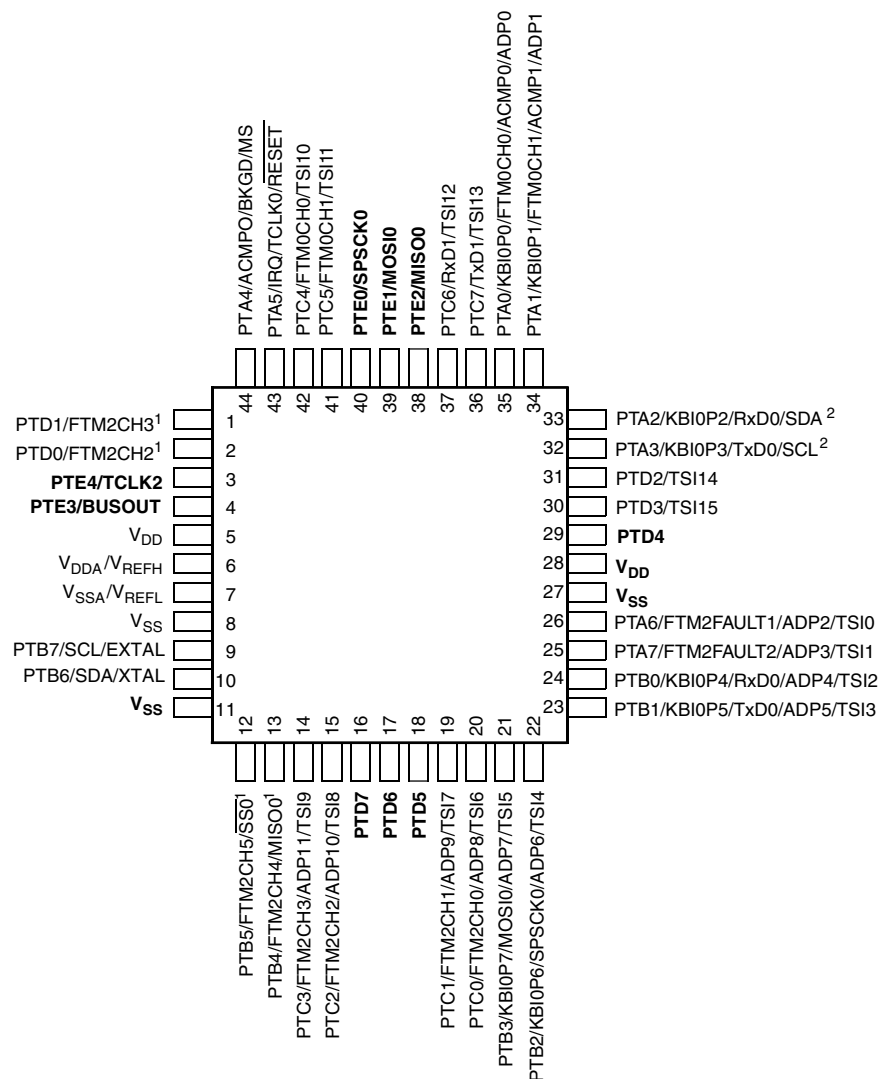 PTA4/ACMPO/BKGD/MS
PTA5/IRQ/TCLK0/RESET
PTC4/FTM0CH0/TSI10
PTC5/FTM0CH1/TSI11
PTE0/SPSCK0
PTE1/MOSI0
PTE2/MISO0
PTC6/RxD1/TSI12
PTC7/TxD1/TSI13
PTA0/KBI0P0/FTM0CH0/ACMP0/ADP0
PTA1/KBI0P1/FTM0CH1/ACMP1/ADP1
44 43 42 41 40 39 38 37 36 35 34
PTD1/FTM2CH3¹ 1
PTD0/FTM2CH2¹ 2
PTE4/TCLK2 3
PTE3/BUSOUT 4
VDD 5
VDDA/VREFH 6
VSSA/VREFL 7
VSS 8
PTB7/SCL/EXTAL 9
PTB6/SDA/XTAL 10
VSS 11
33 PTA2/KBI0P2/RxD0/SDA ²
32 PTA3/KBI0P3/TxD0/SCL²
31 PTD2/TSI14
30 PTD3/TSI15
29 PTD4
28 VDD
27 VSS
26 PTA6/FTM2FAULT1/ADP2/TSI0
25 PTA7/FTM2FAULT2/ADP3/TSI1
24 PTB0/KBI0P4/RxD0/ADP4/TSI2
23 PTB1/KBI0P5/TxD0/ADP5/TSI3
12 13 14 15 16 17 18 19 20 21 22
PTB5/FTM2CH5/SS0¹
PTB4/FTM2CH4/MISO0¹
PTC3/FTM2CH3/ADP11/TSI9
PTC2/FTM2CH2/ADP10/TSI8
PTD7
PTD6
PTD5
PTC1/FTM2CH1/ADP9/TSI7
PTC0/FTM2CH0/ADP8/TSI6
PTB3/KBI0P7/MOSI0/ADP7/TSI5
PTB2/KBI0P6/SPSCK0/ADP6/TSI4